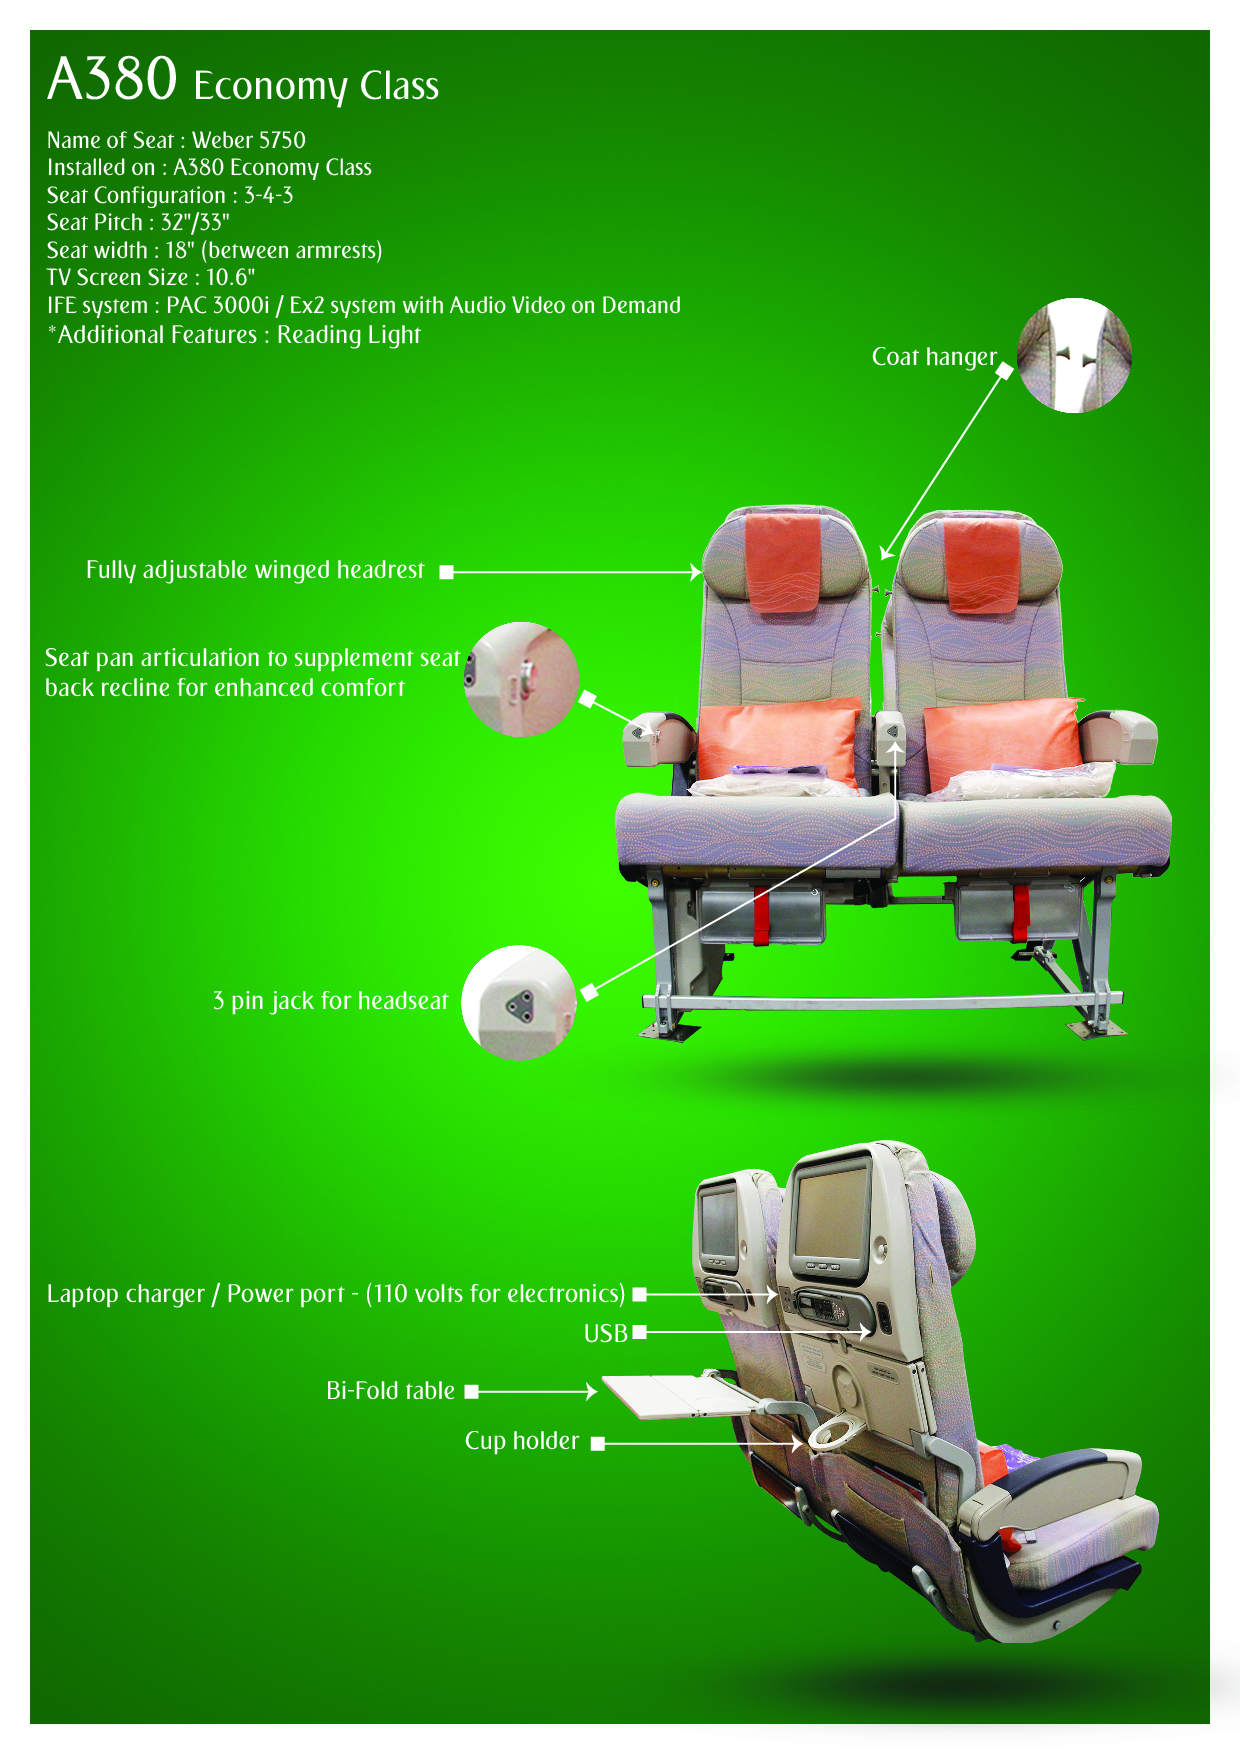 A380 Economy Class
Name of Seat : Weber 5750
Installed on : A380 Economy Class
Seat Configuration : 3-4-3
Seat Pitch : 32"/33"
Seat width : 18" (between armrests)
TV Screen Size : 10.6"
IFE system : PAC 3000i / Ex2 system with Audio Video on Demand
*Additional Features : Reading Light
Coat hanger
Fully adjustable winged headrest
Seat pan articulation to supplement seat
back recline for enhanced comfort
3 pin jack for headseat
Laptop charger / Power port - (110 volts for electronics)
USB
Bi-Fold table
Cup holder